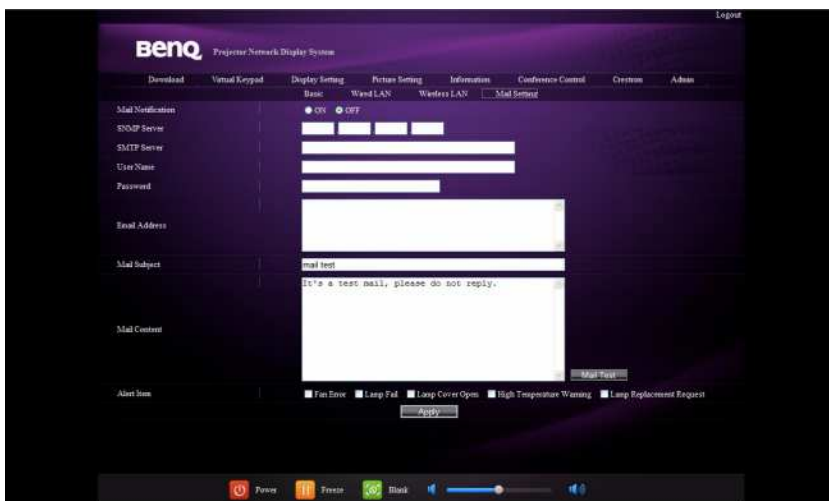 Logout
BenQ Projector Network Display System
Download Virtual Keypad Display Setting Picture Setting Information Conference Control Crestron Admin
Basic Wired LAN Wireless LAN Mail Setting
Mail Notification ON OFF
SNMP Server
SMTP Server
User Name
Password
Email Address
Mail Subject mail test
It's a test mail, please do not reply.
Mail Content
Mail Test
Alert Item Fan Error Lamp Fail Lamp Cover Open High Temperature Warning Lamp Replacement Request
Apply
Power Freeze Blank